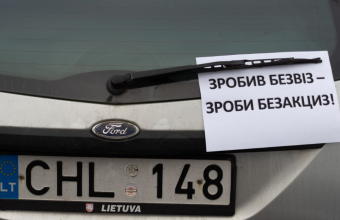 ЗРОБИВ БЕЗВІЗ –
ЗРОБИ БЕЗАКЦИЗ!
Ford
LT CHL 148
LIETUVA